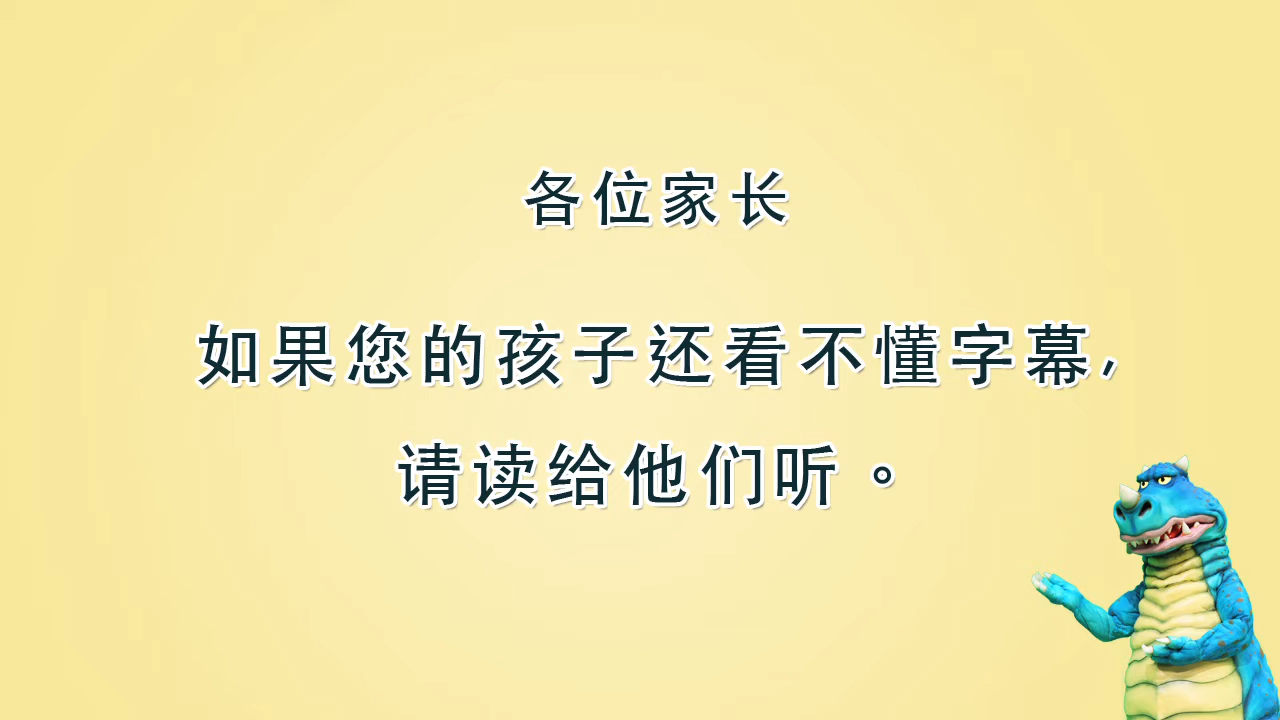 各位家长
如果您的孩子还看不懂字幕,
请读给他们听。